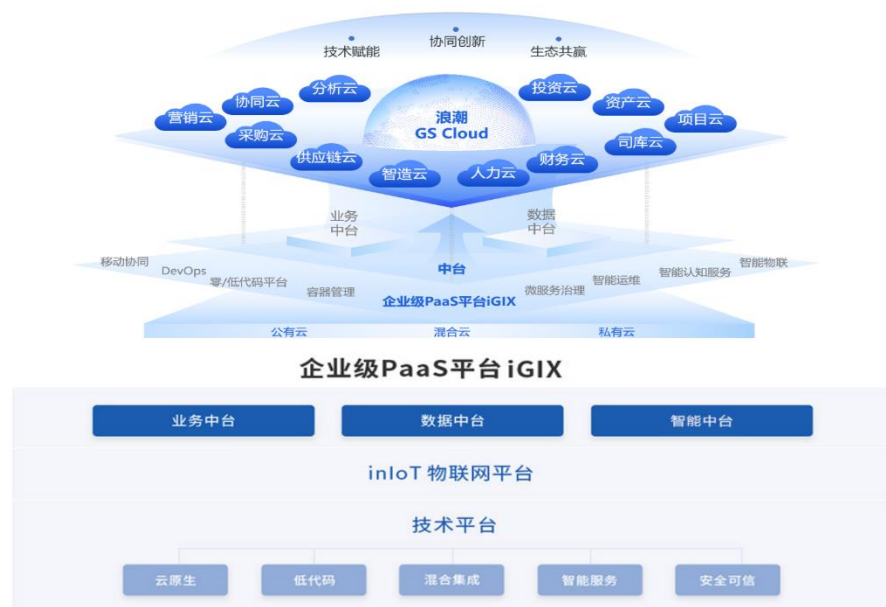 技术赋能
协同创新
生态共赢
营销云
协同云
分析云
投资云
资产云
项目云
浪潮
GS Cloud
采购云
供应链云
智造云
人力云
财务云
司库云
业务
中台
数据
中台
移动协同
DevOps
零/低代码平台
容器管理
中台
企业级PaaS平台iGIX
微服务治理
智能运维
智能认知服务
智能物联
公有云
混合云
私有云
企业级PaaS平台iGIX
业务中台
数据中台
智能中台
inIoT 物联网平台
技术平台
云原生
低代码
混合集成
智能服务
安全可信